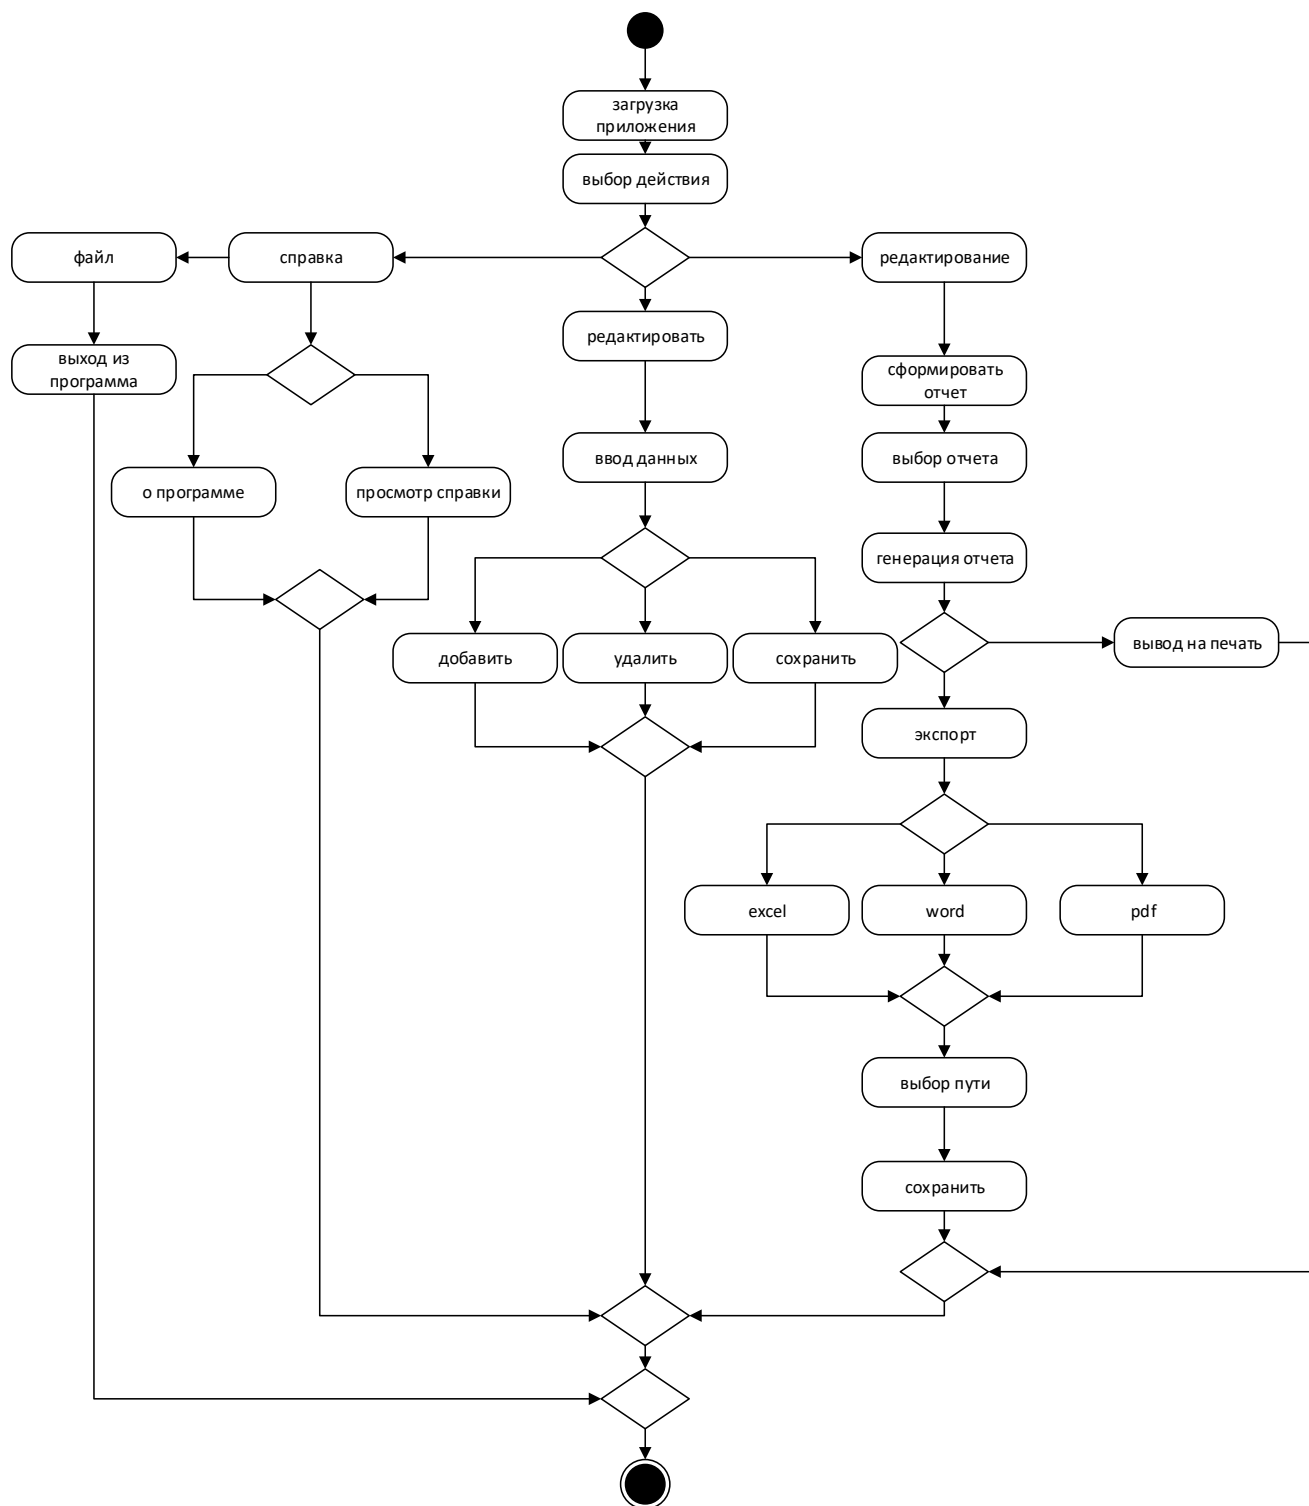 загрузка
приложения
выбор действия
файл
справка
редактирование
редактировать
выход из
программа
сформировать
отчет
ввод данных
выбор отчета
о программе
просмотр справки
генерация отчета
добавить
удалить
сохранить
вывод на печать
экспорт
excel
word
pdf
выбор пути
сохранить